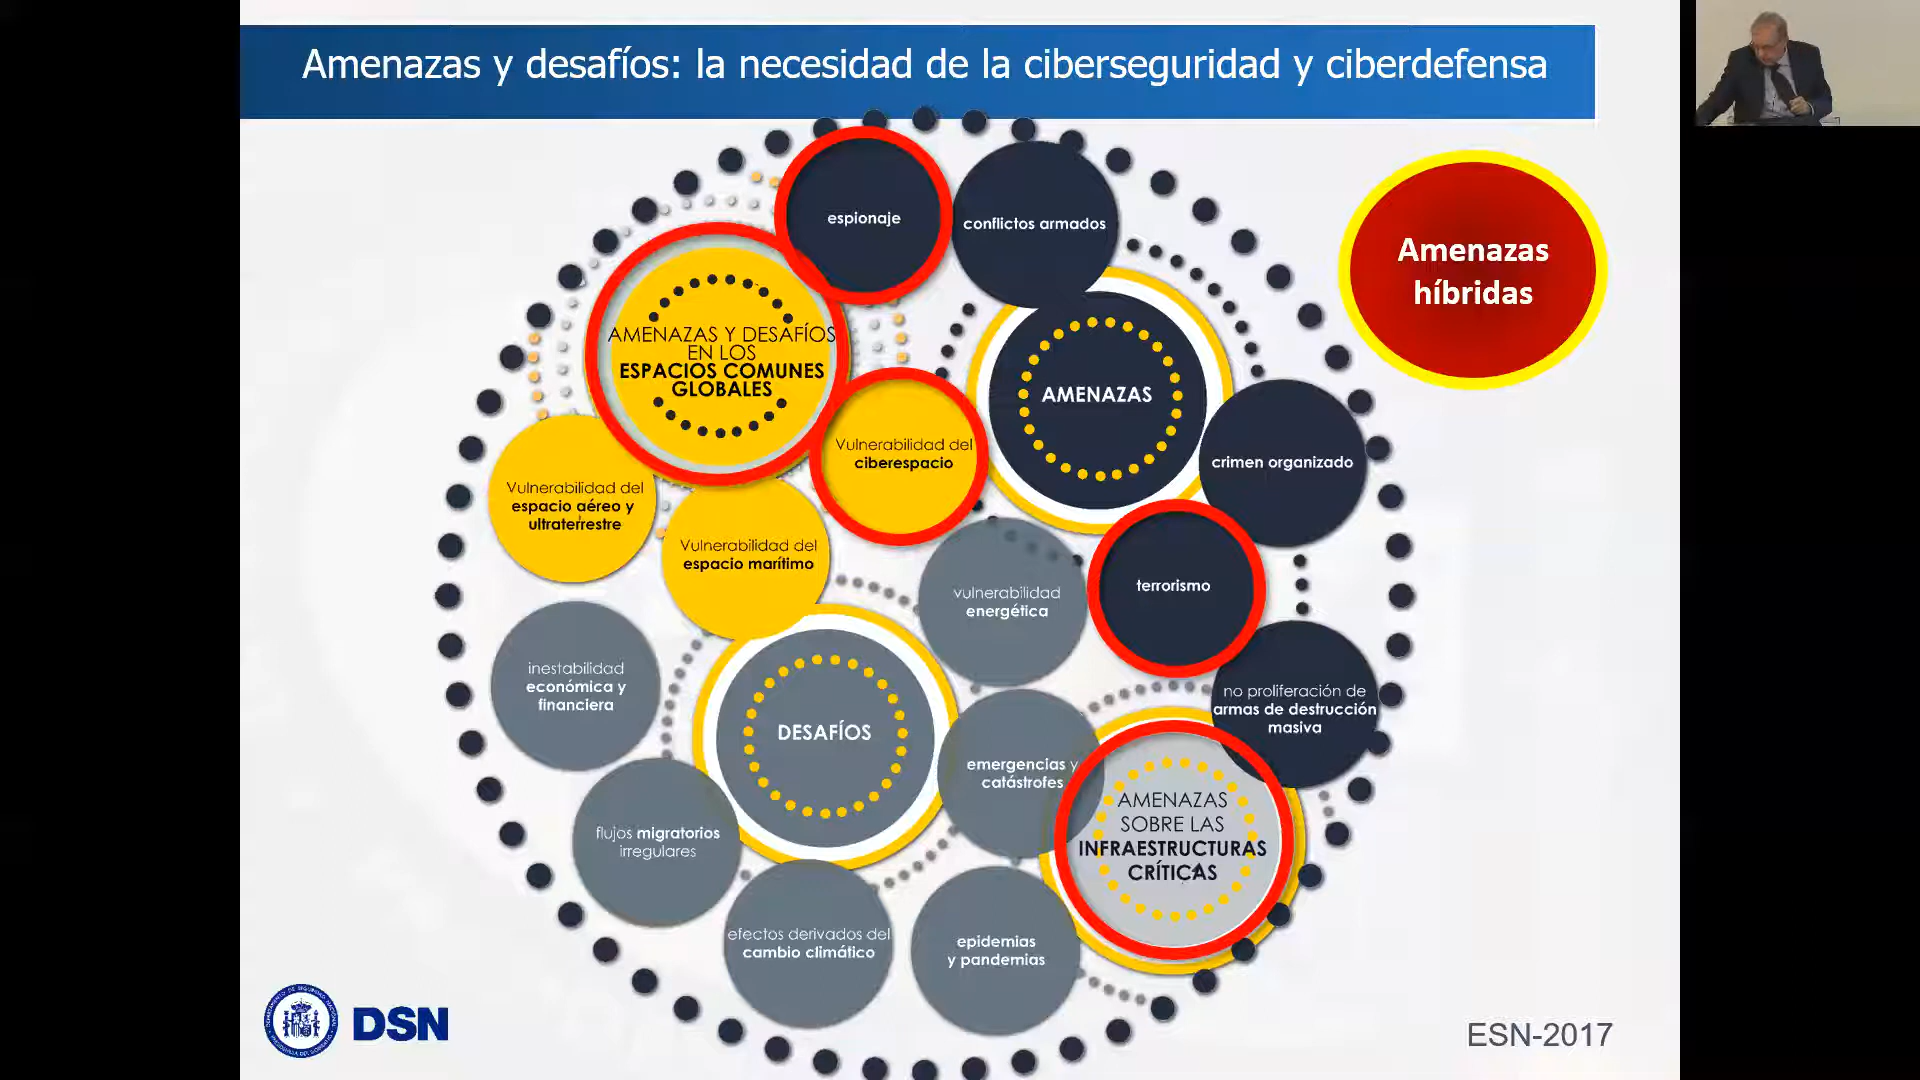 Amenazas y desafíos: la necesidad de la ciberseguridad y ciberdefensa
espionaje
conflictos armados
Amenazas
híbridas
AMENAZAS Y DESAFÍOS
EN LOS
ESPACIOS COMUNES
GLOBALES
AMENAZAS
Vulnerabilidad del
ciberespacio
crimen organizado
Vulnerabilidad del
espacio aéreo y
ultraterrestre
Vulnerabilidad del
espacio marítimo
vulnerabilidad
energética
terrorismo
inestabilidad
económica y
financiera
no proliferación de
armas de destrucción
masiva
DESAFÍOS
emergencias y
catástrofes
AMENAZAS
SOBRE LAS
INFRAESTRUCTURAS
CRÍTICAS
flujos migratorios
irregulares
efectos derivados del
cambio climático
epidemias
y pandemias
DSN
ESN-2017